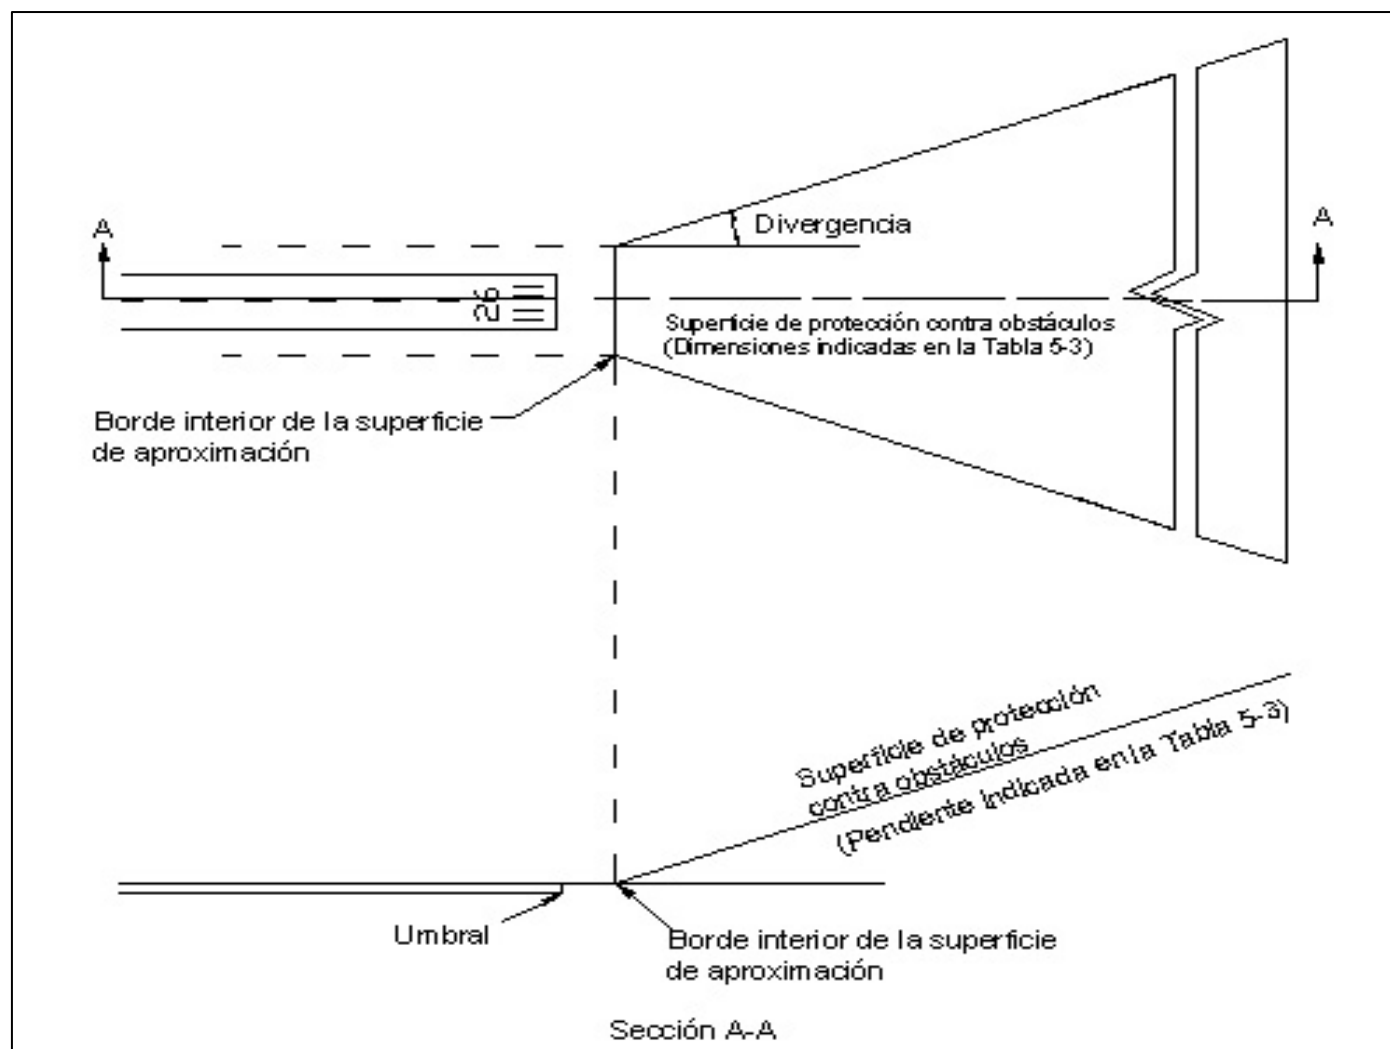 A
A
Divergencia
26
Superficie de protección contra obstáculos
(Dimensiones indicadas en la Tabla 5-3)
Borde interior de la superficie
de aproximación
Superficie de protección
contra obstáculos
(Pendiente indicada en la Tabla 5-3)
Umbral
Borde interior de la superficie
de aproximación
Sección A-A